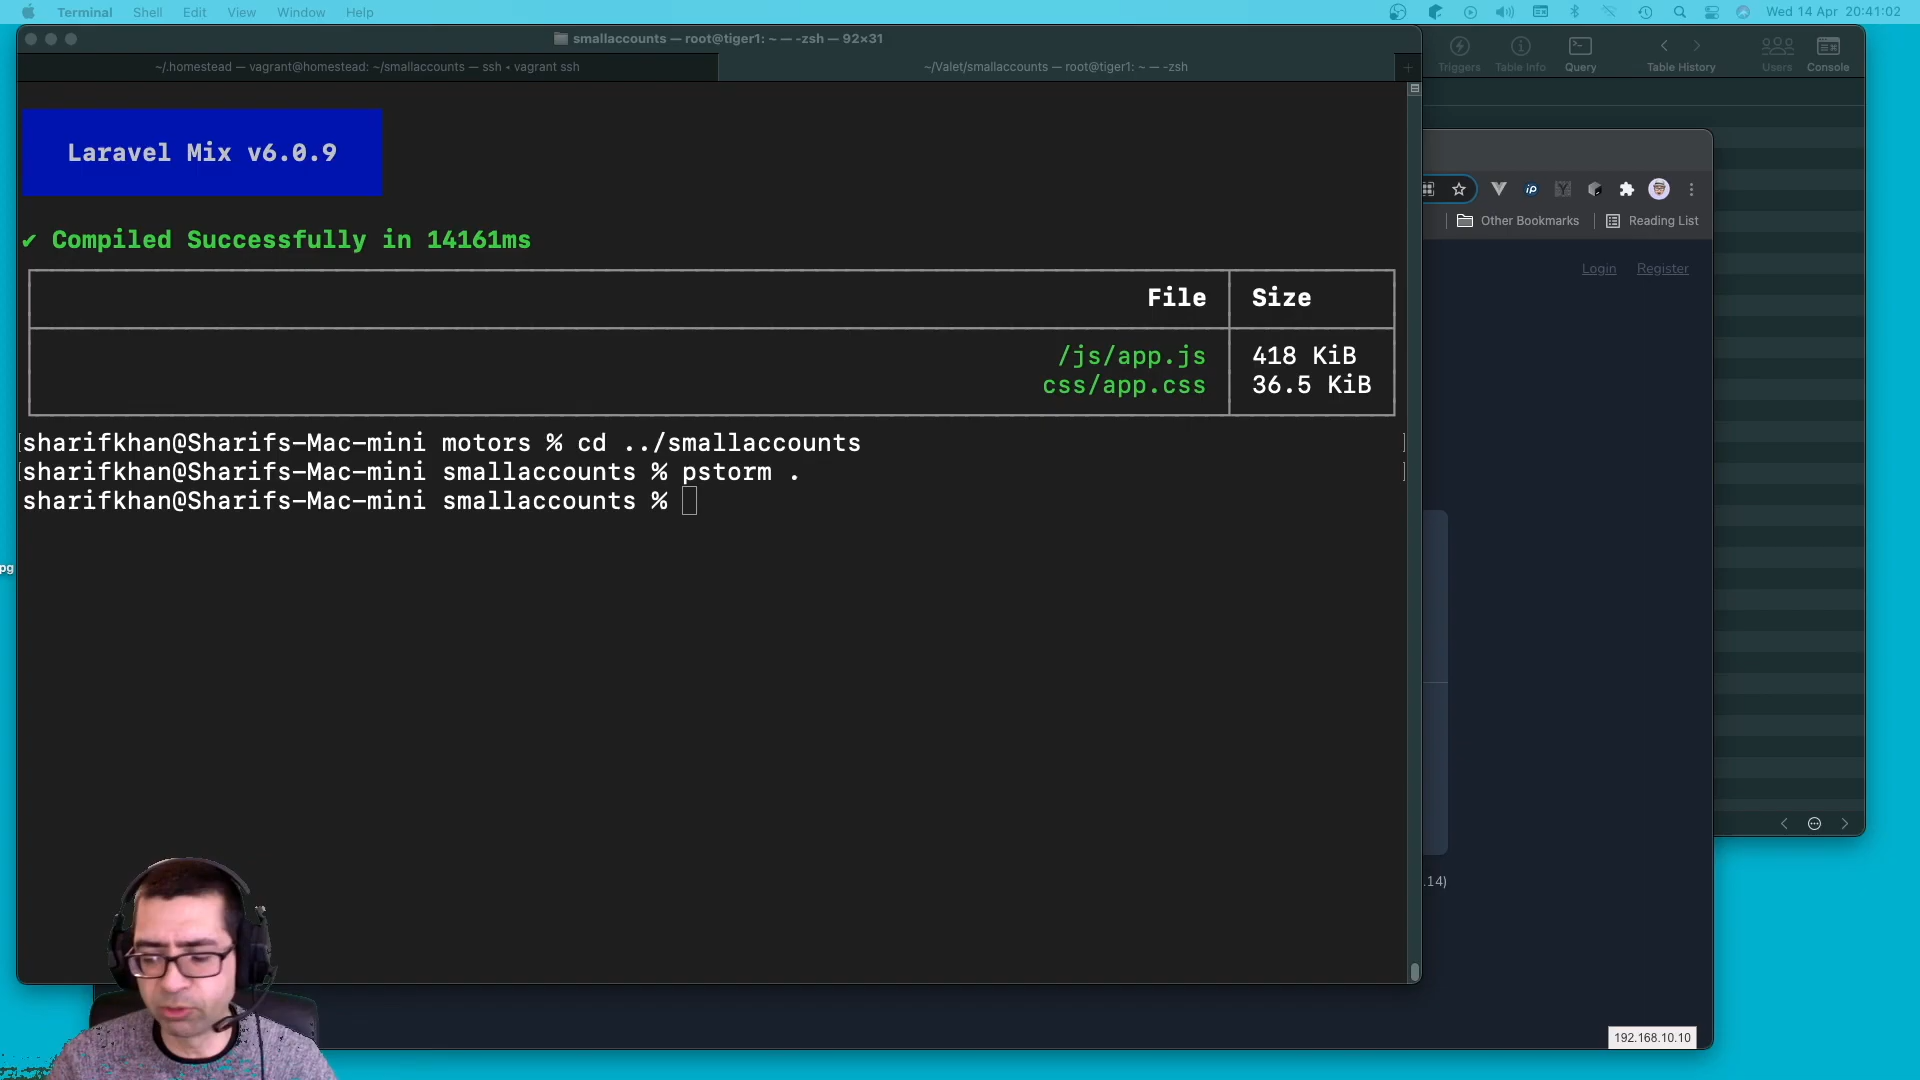 Terminal Shell Edit View Window Help
Wed 14 Apr 20:41:02
smallaccounts — root@tiger1: ~ — -zsh — 92×31
~/.homestead — vagrant@homestead: ~/smallaccounts — ssh • vagrant ssh
~/Valet/smallaccounts — root@tiger1: ~ — -zsh
+
Triggers Table Info Query Table History Users Console
Laravel Mix v6.0.9
Other Bookmarks Reading List
✔ Compiled Successfully in 14161ms
Login Register
File Size
/js/app.js 418 KiB
css/app.css 36.5 KiB
sharifkhan@Sharifs-Mac-mini motors % cd ../smallaccounts
sharifkhan@Sharifs-Mac-mini smallaccounts % pstorm .
sharifkhan@Sharifs-Mac-mini smallaccounts %
pg
.14)
192.168.10.10